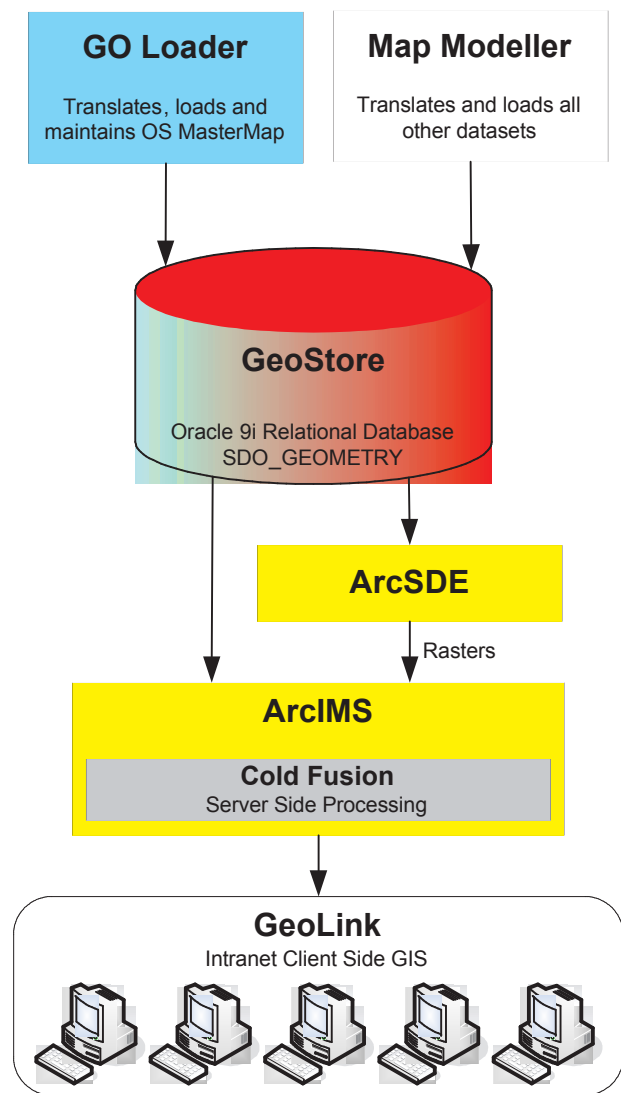 GO Loader
Translates, loads and
maintains OS MasterMap
Map Modeller
Translates and loads all
other datasets
GeoStore
Oracle 9i Relational Database
SDO_GEOMETRY
ArcSDE
Rasters
ArcIMS
Cold Fusion
Server Side Processing
GeoLink
Intranet Client Side GIS